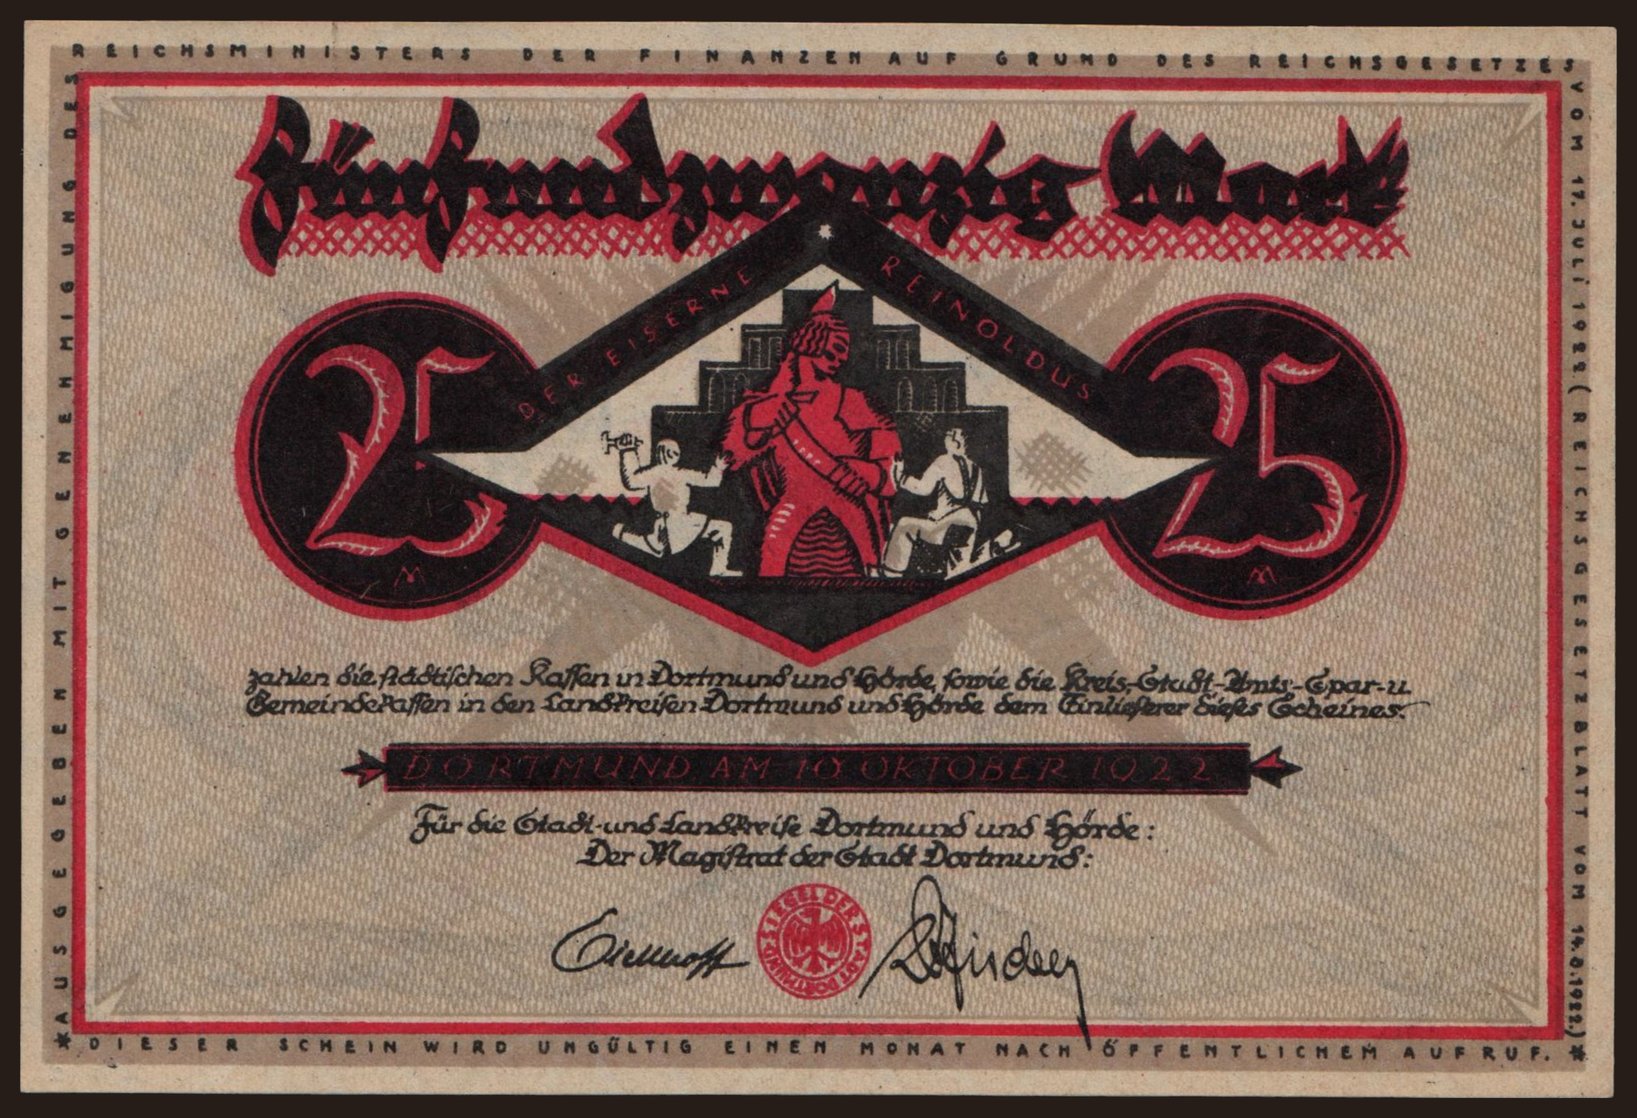 *AUSGEGEBEN MIT GENEHMIGUNG DES
REICHSMINISTERS DER FINANZEN AUF GRUND DES REICHSGESETZES
VOM 17. JULI 1922 (REICHSGESETZBLATT VOM 14.8.1922.)*
DIESER SCHEIN WIRD UNGÜLTIG EINEN MONAT NACH ÖFFENTLICHEM AUFRUF.
Fünfundzwanzig Mark
DER EISERNE REINOLDUS
25
25
zahlen die städtischen Kassen in Dortmund und Hörde, sowie die Kreis-, Stadt-, Amts-, Spar- u.
Gemeindekassen in den Landkreisen Dortmund und Hörde dem Einlieferer dieses Scheines.
DORTMUND, AM 10 OKTOBER 1922
Für die Stadt- und Landkreise Dortmund und Hörde:
Der Magistrat der Stadt Dortmund:
SIEGEL DER STADT DORTMUND